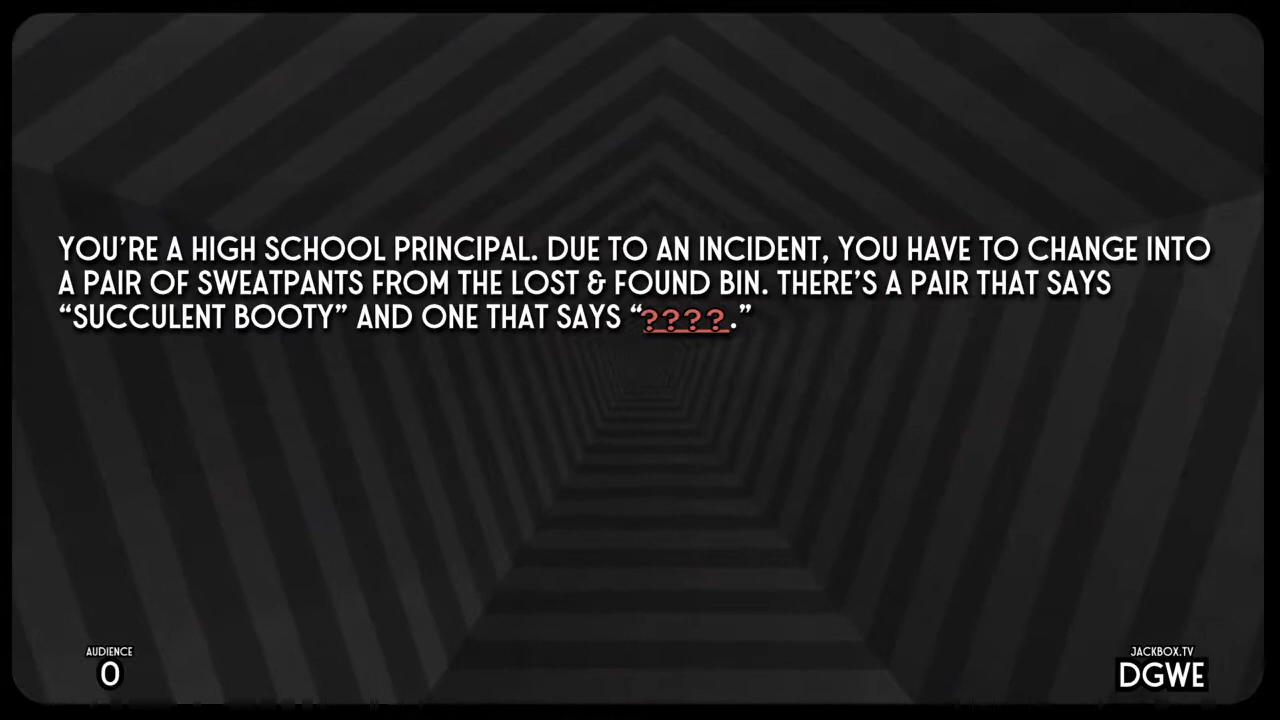 YOU'RE A HIGH SCHOOL PRINCIPAL. DUE TO AN INCIDENT, YOU HAVE TO CHANGE INTO
A PAIR OF SWEATPANTS FROM THE LOST & FOUND BIN. THERE'S A PAIR THAT SAYS
“SUCCULENT BOOTY” AND ONE THAT SAYS “????.”
AUDIENCE
0
JACKBOX.TV
DGWE